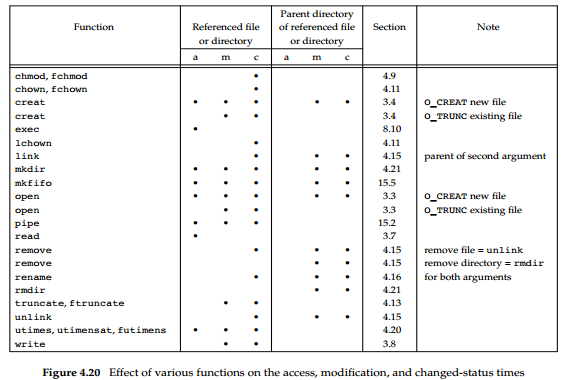 Function Referenced file or directory Parent directory of referenced file or directory Section Note
a m c a m c
chmod, fchmod • 4.9
chown, fchown • 4.11
creat • • • • • 3.4 O_CREAT new file
creat • • 3.4 O_TRUNC existing file
exec • 8.10
lchown • 4.11
link • • • 4.15 parent of second argument
mkdir • • • • • 4.21
mkfifo • • • • • 15.5
open • • • • • 3.3 O_CREAT new file
open • • 3.3 O_TRUNC existing file
pipe • • • 15.2
read • 3.7
remove • • • 4.15 remove file = unlink
remove • • 4.15 remove directory = rmdir
rename • • • 4.16 for both arguments
rmdir • • 4.21
truncate, ftruncate • • 4.13
unlink • • • 4.15
utimes, utimensat, futimens • • • 4.20
write • • 3.8
Figure 4.20 Effect of various functions on the access, modification, and changed-status times